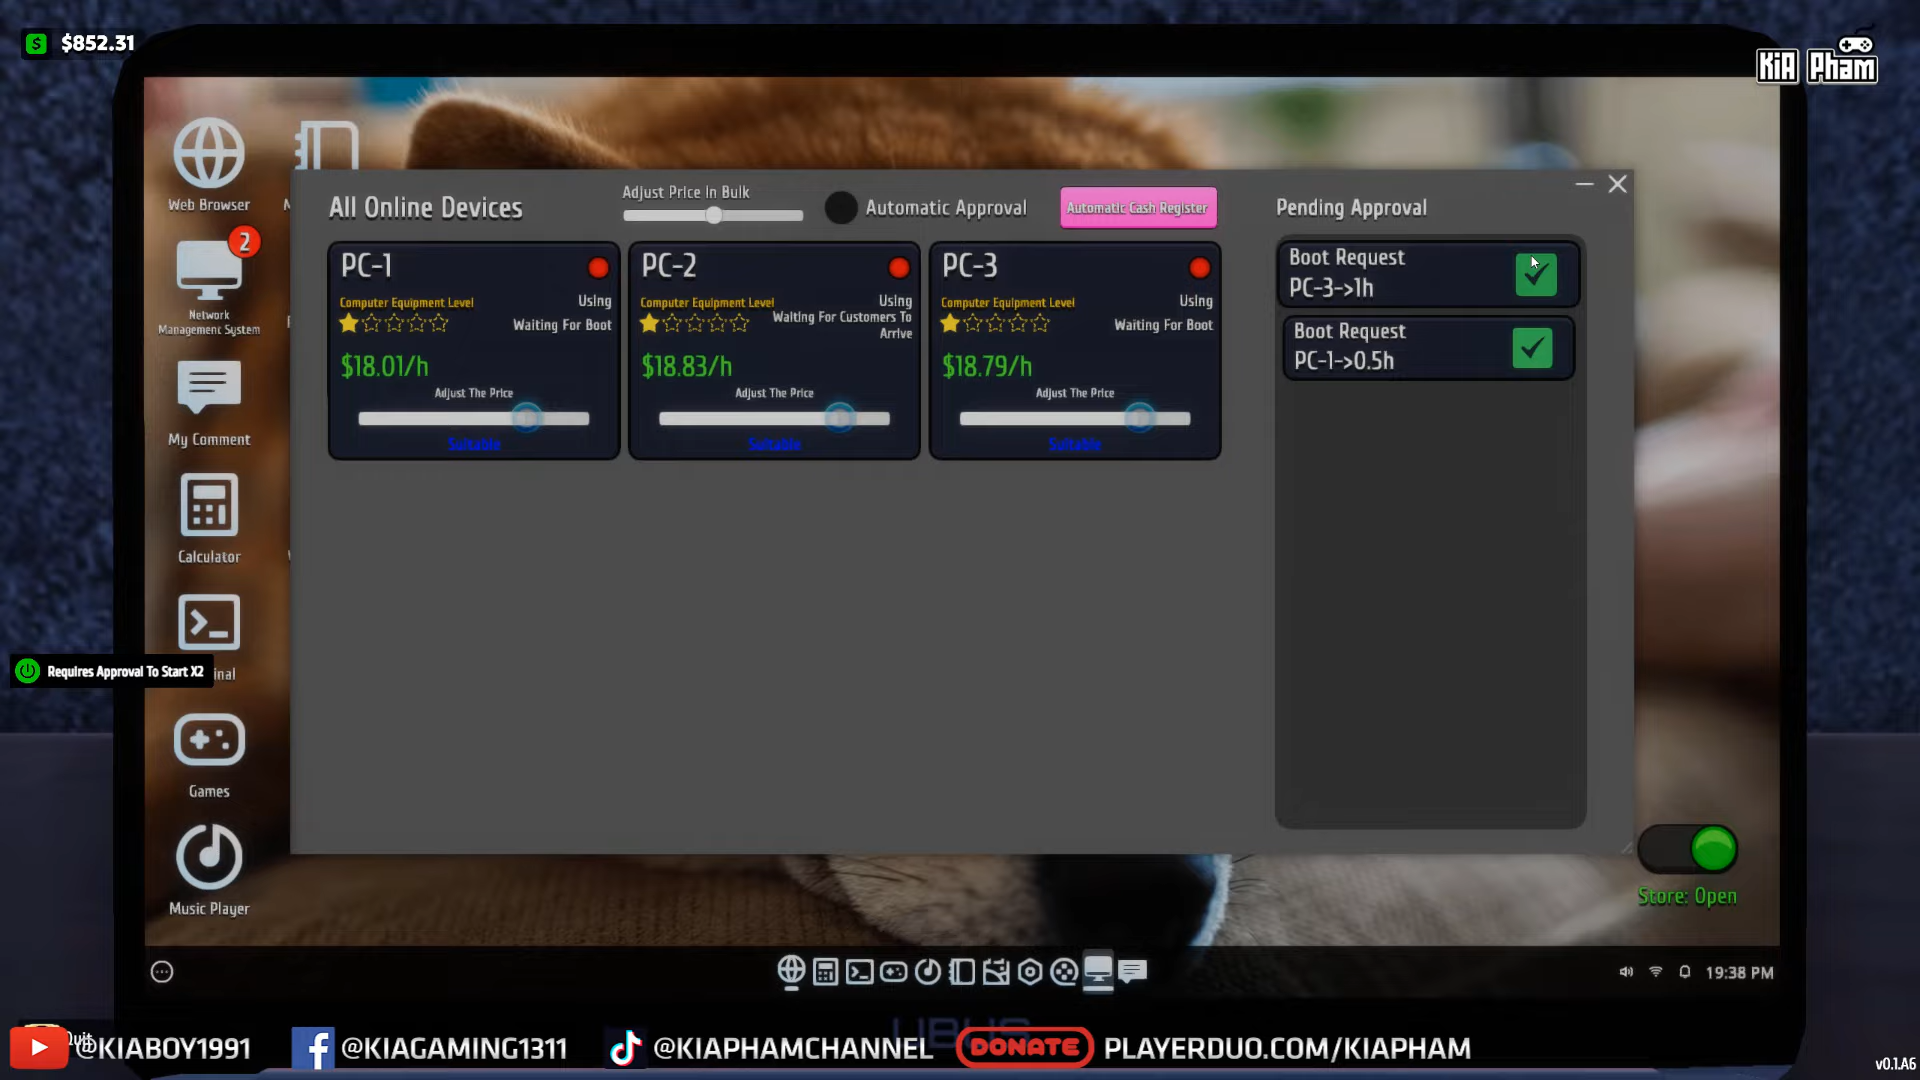 $852.31
KiA Pham
Web Browser
2
Network
Management System
My Comment
Calculator
inal
Games
Music Player
All Online Devices
Adjust Price In Bulk
Automatic Approval
Automatic Cash Register
Pending Approval
PC-1
Computer Equipment Level
Using
Waiting For Boot
$18.01/h
Adjust The Price
Suitable
PC-2
Computer Equipment Level
Using
Waiting For Customers To
Arrive
$18.83/h
Adjust The Price
Suitable
PC-3
Computer Equipment Level
Using
Waiting For Boot
$18.79/h
Adjust The Price
Suitable
Boot Request
PC-3->1h
Boot Request
PC-1->0.5h
Requires Approval To Start X2
Store: Open
19:38 PM
Quit
@KIABOY1991
@KIAGAMING1311
@KIAPHAMCHANNEL
DONATE
PLAYERDUO.COM/KIAPHAM
v0.1.A6